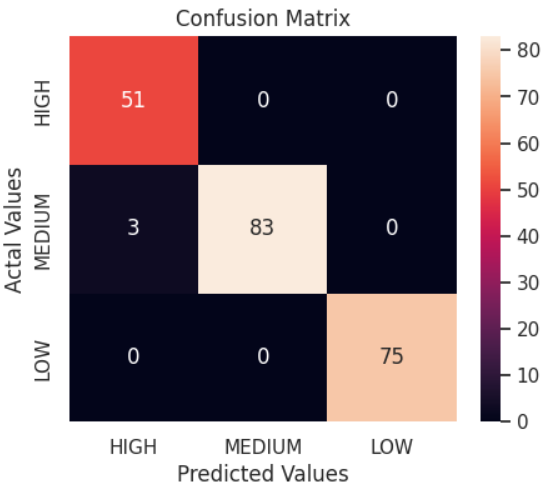 Confusion Matrix
HIGH
51 0 0
MEDIUM
3 83 0
LOW
0 0 75
HIGH MEDIUM LOW
Predicted Values
Actal Values
80
70
60
50
40
30
20
10
0